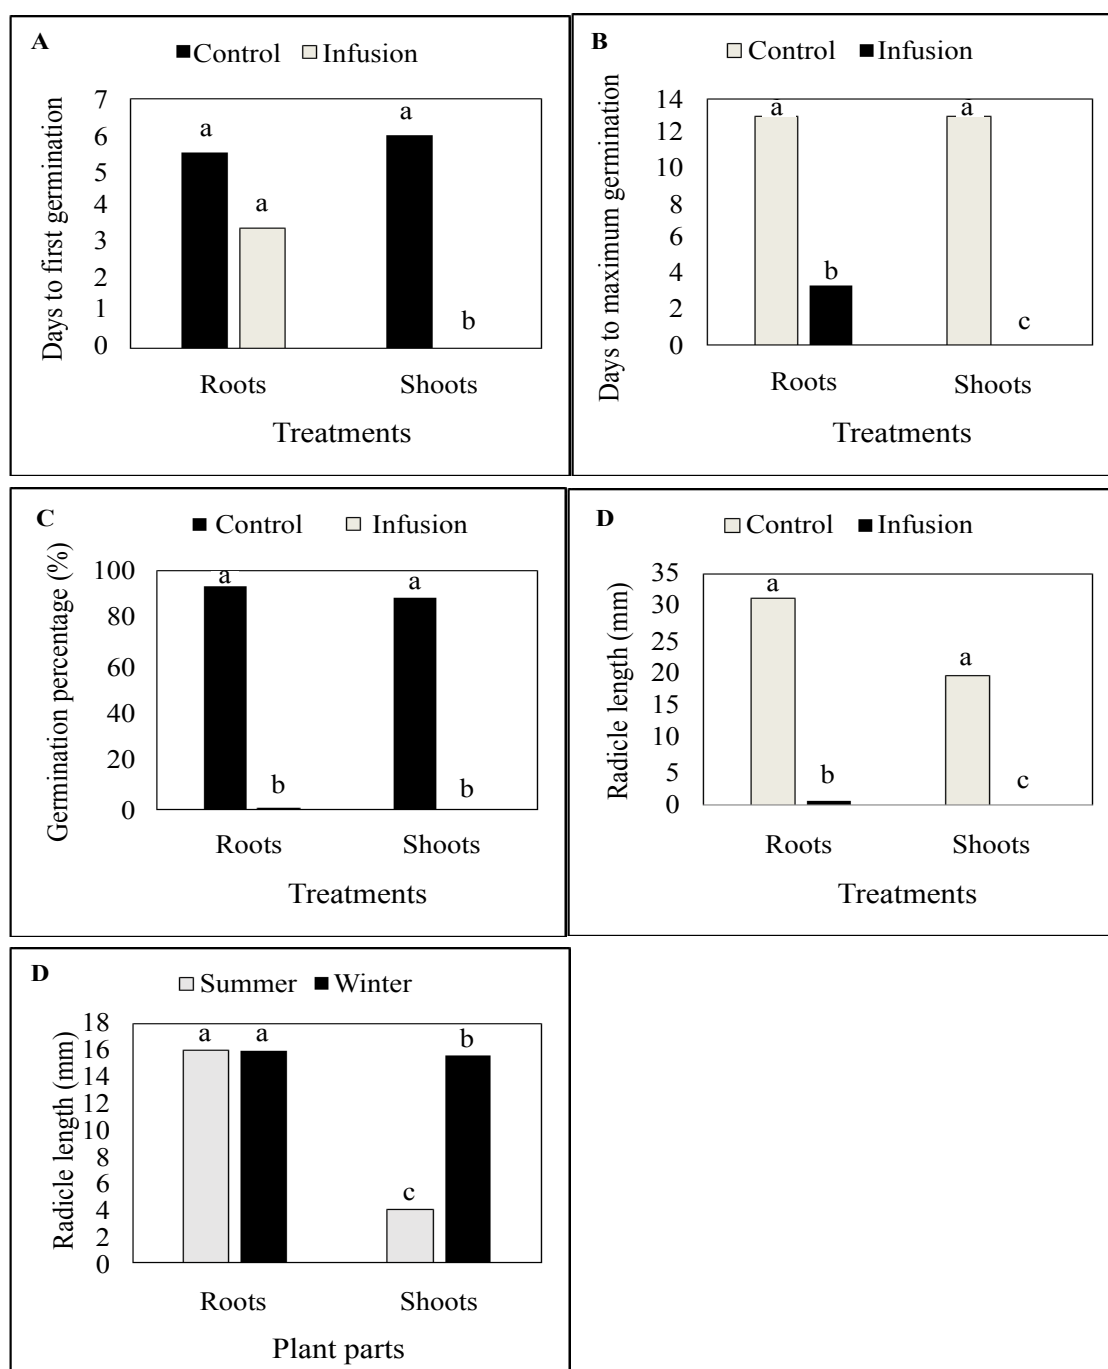 A
Control Infusion
Days to first germination
7
6
5
4
3
2
1
0
a
a
a
b
Roots Shoots
Treatments
B
Control Infusion
Days to maximum germination
14
12
10
8
6
4
2
0
a
b
a
c
Roots Shoots
Treatments
C
Control Infusion
Germination percentage (%)
100
80
60
40
20
0
a
b
a
b
Roots Shoots
Treatments
D
Control Infusion
Radicle length (mm)
35
30
25
20
15
10
5
0
a
b
a
c
Roots Shoots
Treatments
D
Summer Winter
Radicle length (mm)
18
16
14
12
10
8
6
4
2
0
a
a
c
b
Roots Shoots
Plant parts